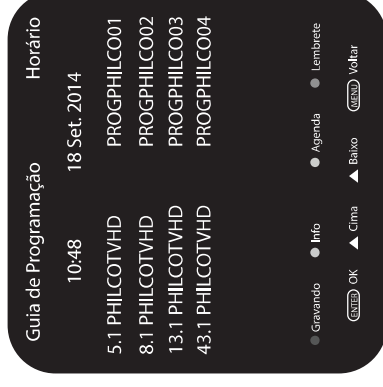 Guia de Programação Horário
10:48 18 Set. 2014
5.1 PHILCOTVHD PROGPHILCO01
8.1 PHILCOTVHD PROGPHILCO02
13.1 PHILCOTVHD PROGPHILCO03
43.1 PHILCOTVHD PROGPHILCO04
Gravando Info Agenda Lembrete
ENTER OK Cima Baixo MENU Voltar